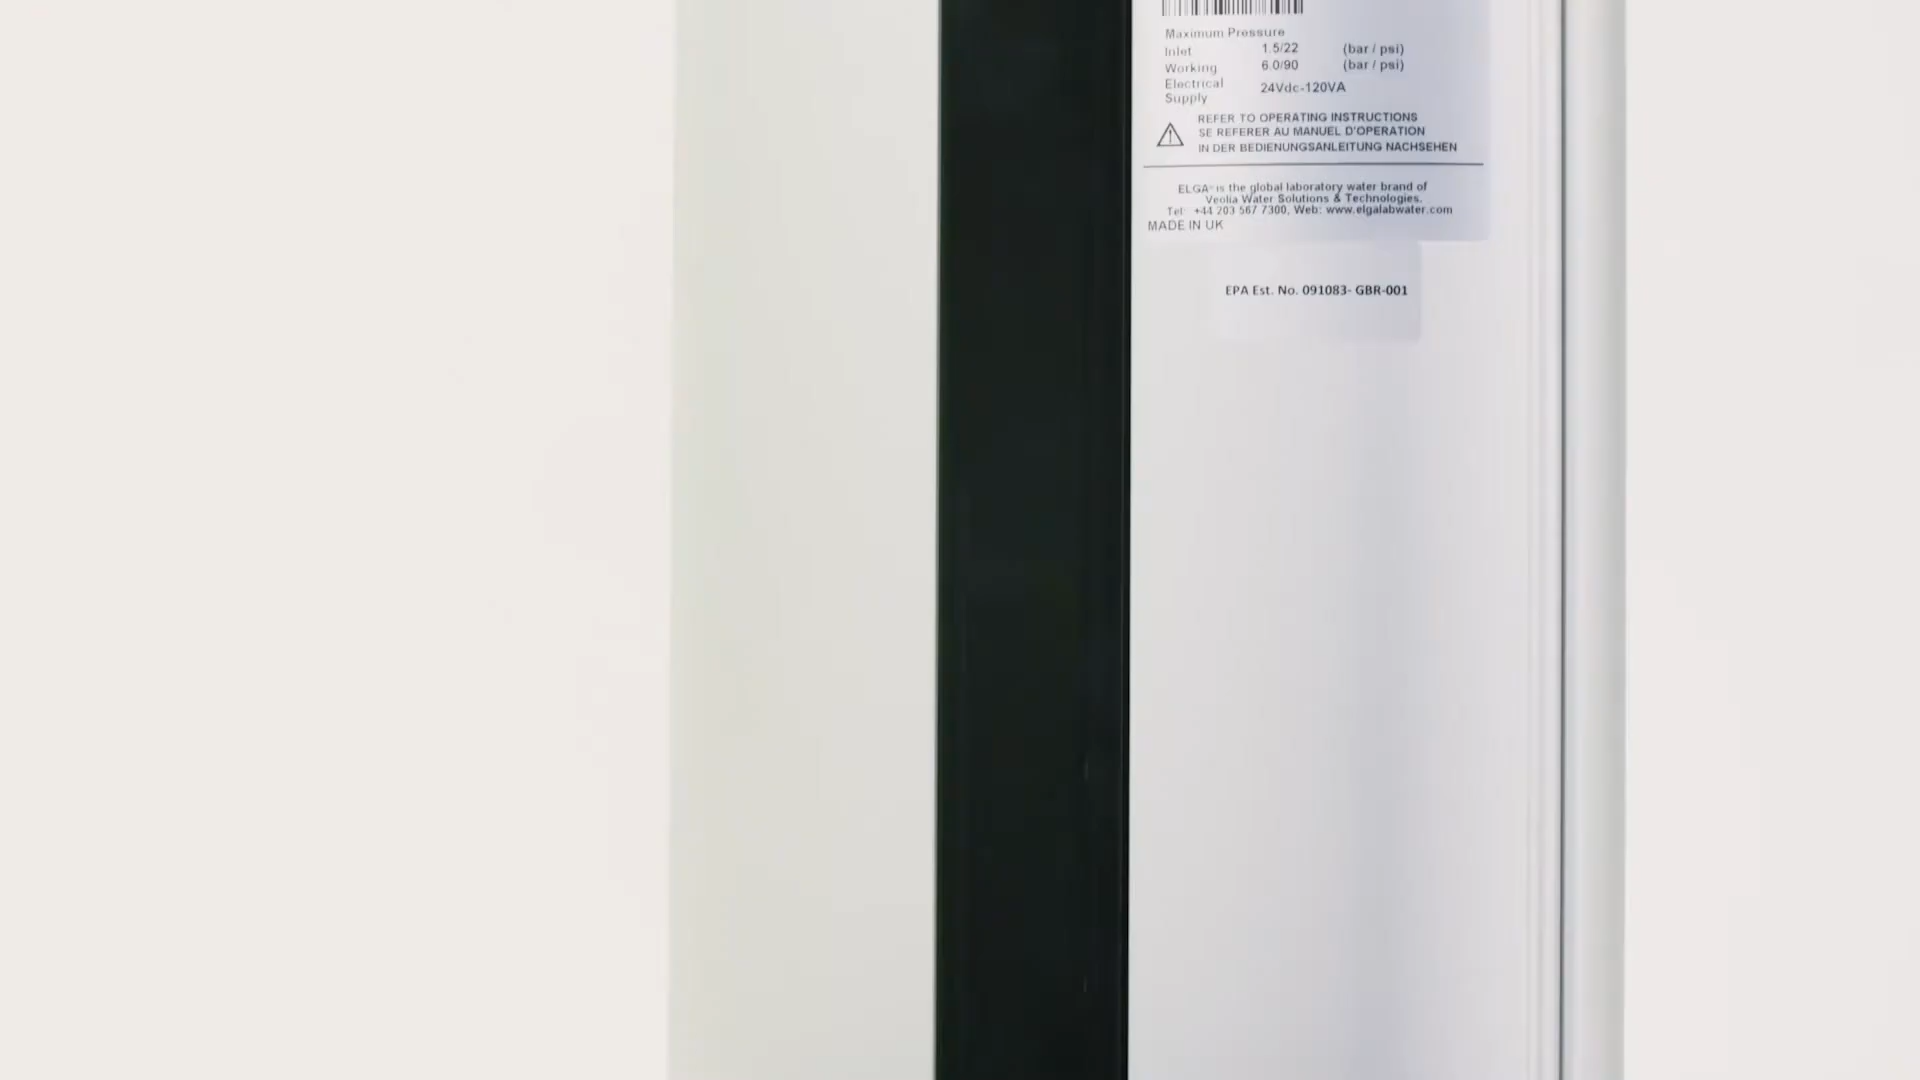 Maximum Pressure
Inlet 1.5/22 (bar / psi)
Working 6.0/90 (bar / psi)
Electrical Supply 24Vdc-120VA
REFER TO OPERATING INSTRUCTIONS
SE REFERER AU MANUEL D'OPERATION
IN DER BEDIENUNGSANLEITUNG NACHSEHEN
ELGA® is the global laboratory water brand of
Veolia Water Solutions & Technologies.
Tel: +44 203 567 7300, Web: www.elgalabwater.com
MADE IN UK
EPA Est. No. 091083- GBR-001